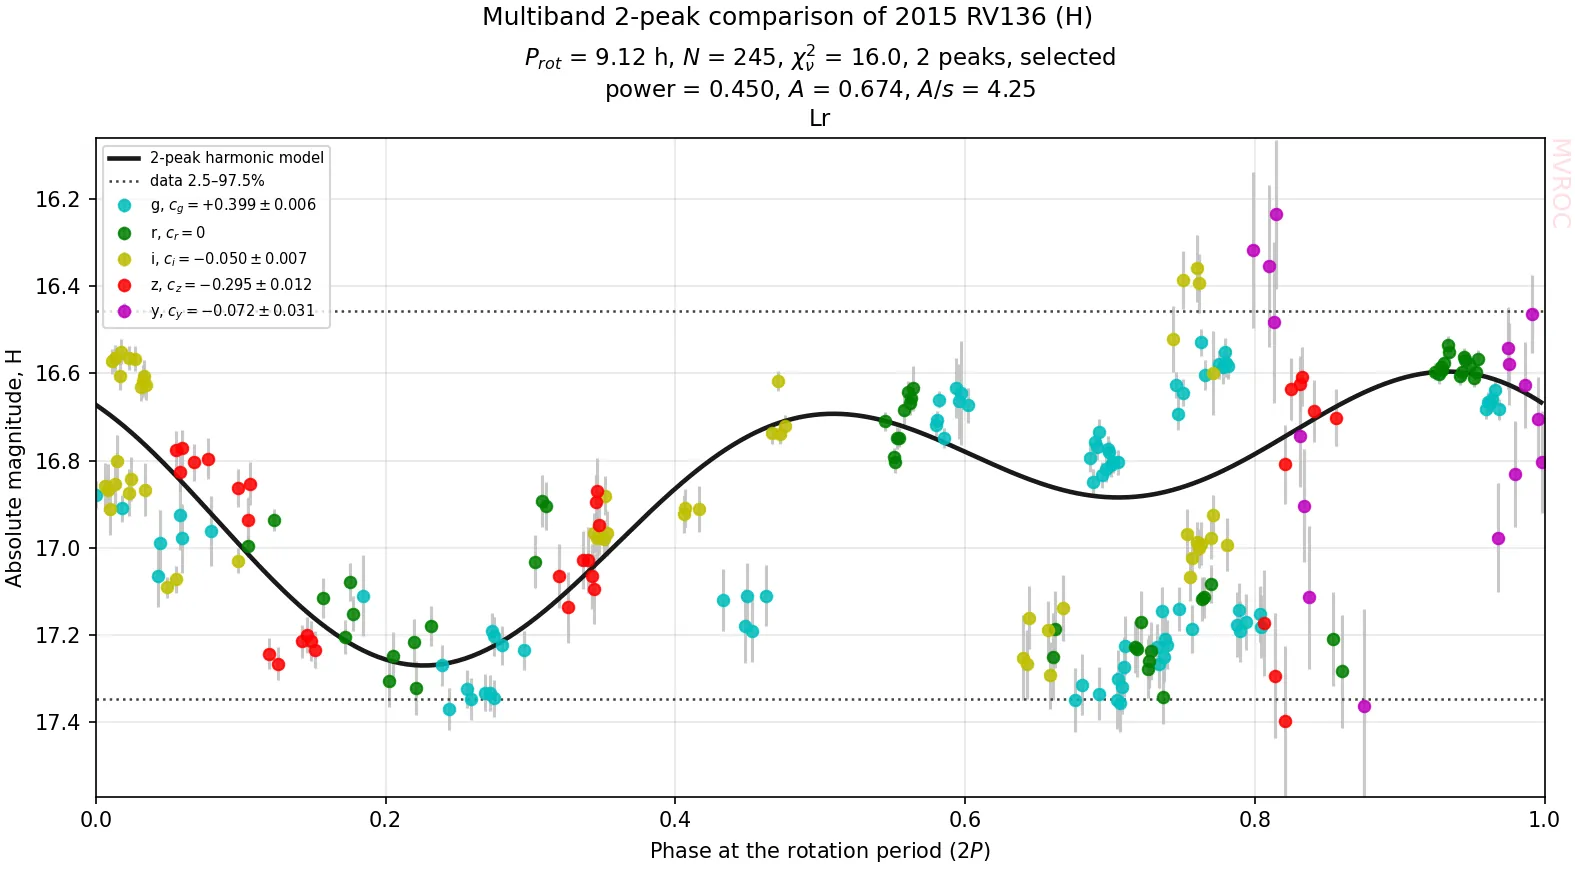 Multiband 2-peak comparison of 2015 RV136 (H)
P_rot = 9.12 h, N = 245, χ²_ν = 16.0, 2 peaks, selected
power = 0.450, A = 0.674, A/s = 4.25
Lr
2-peak harmonic model
data 2.5–97.5%
g, c_g = +0.399 ± 0.006
r, c_r = 0
i, c_i = −0.050 ± 0.007
z, c_z = −0.295 ± 0.012
y, c_y = −0.072 ± 0.031
Absolute magnitude, H
16.2
16.4
16.6
16.8
17.0
17.2
17.4
0.0 0.2 0.4 0.6 0.8 1.0
Phase at the rotation period (2P)
MVROC